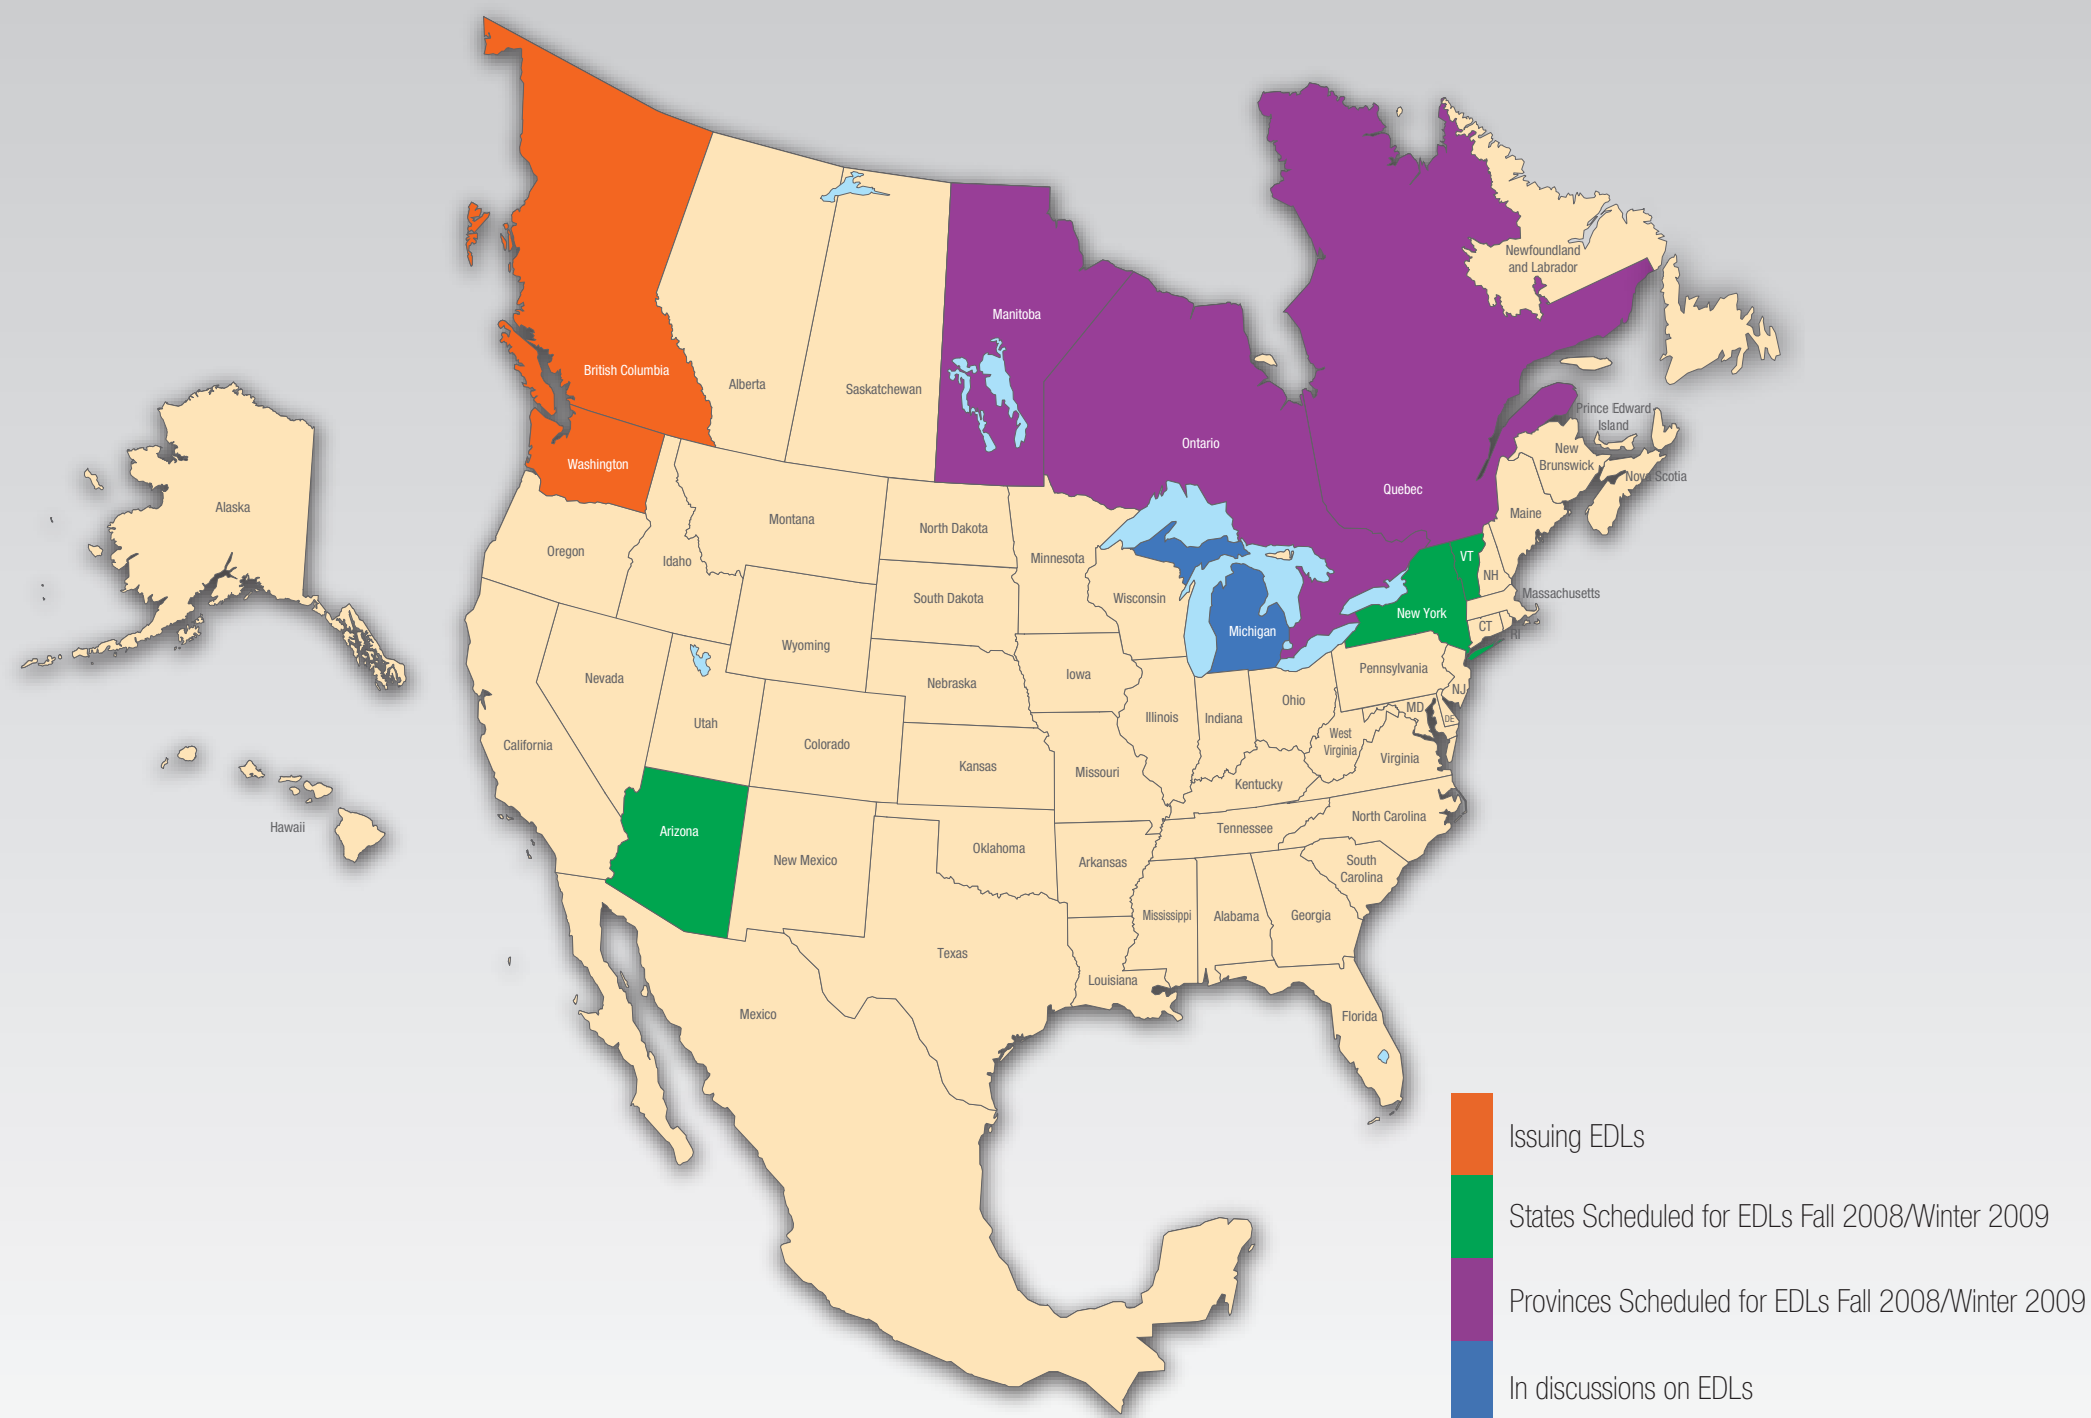 British Columbia
Alberta
Saskatchewan
Manitoba
Ontario
Quebec
Newfoundland
and Labrador
Prince Edward
Island
New
Brunswick
Nova Scotia
Alaska
Hawaii
Washington
Oregon
Idaho
Montana
North Dakota
South Dakota
Minnesota
Wisconsin
Michigan
New York
VT
NH
Maine
Massachusetts
CT
RI
Wyoming
Nebraska
Iowa
Illinois
Indiana
Ohio
Pennsylvania
NJ
MD
DE
West
Virginia
Virginia
California
Nevada
Utah
Colorado
Kansas
Missouri
Kentucky
Tennessee
North Carolina
South
Carolina
Arizona
New Mexico
Oklahoma
Arkansas
Mississippi
Alabama
Georgia
Texas
Louisiana
Florida
Mexico
Issuing EDLs
States Scheduled for EDLs Fall 2008/Winter 2009
Provinces Scheduled for EDLs Fall 2008/Winter 2009
In discussions on EDLs